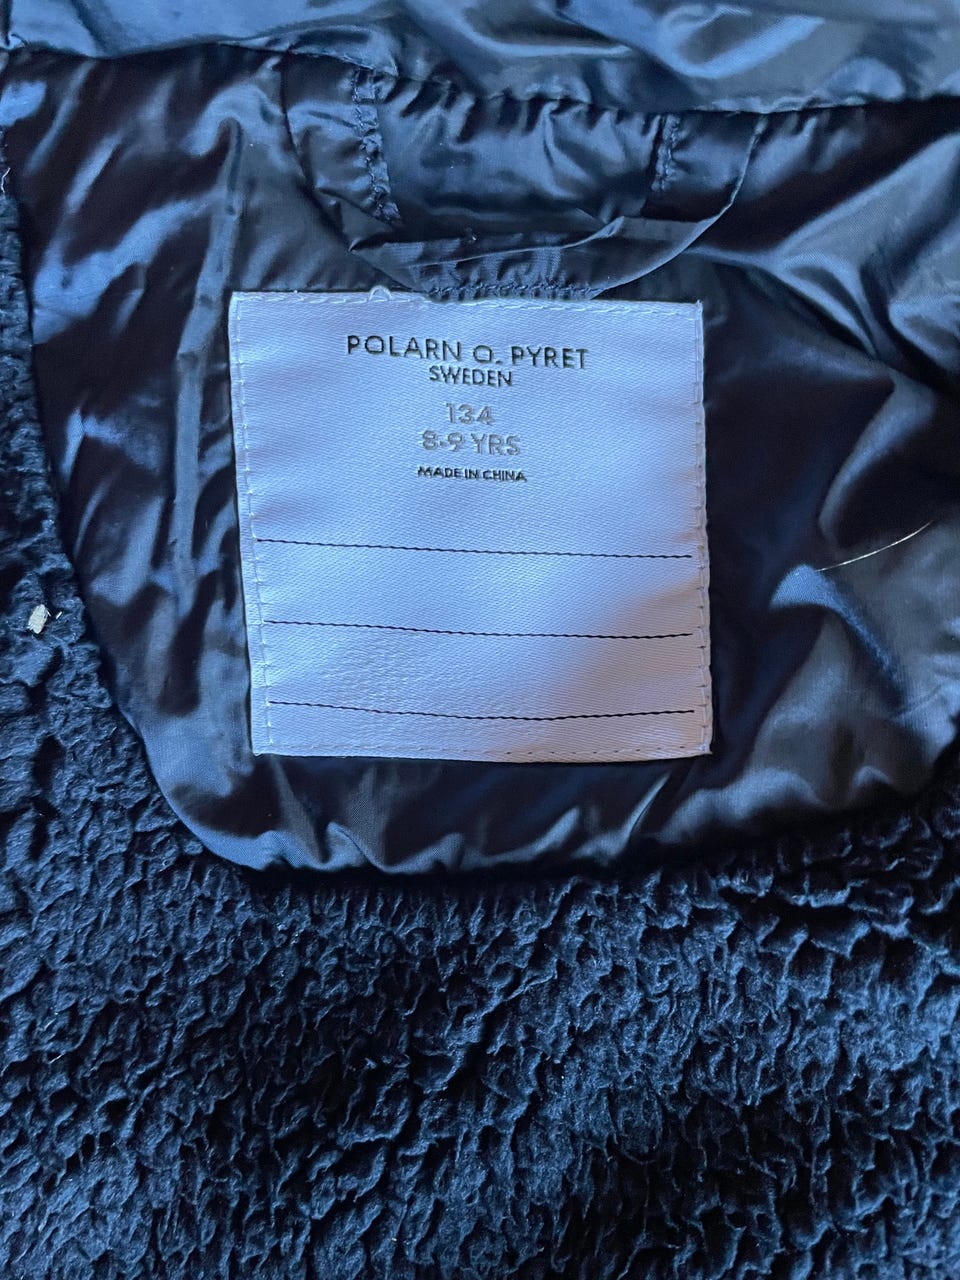 POLARN O. PYRET
SWEDEN
134
8-9 YRS
MADE IN CHINA